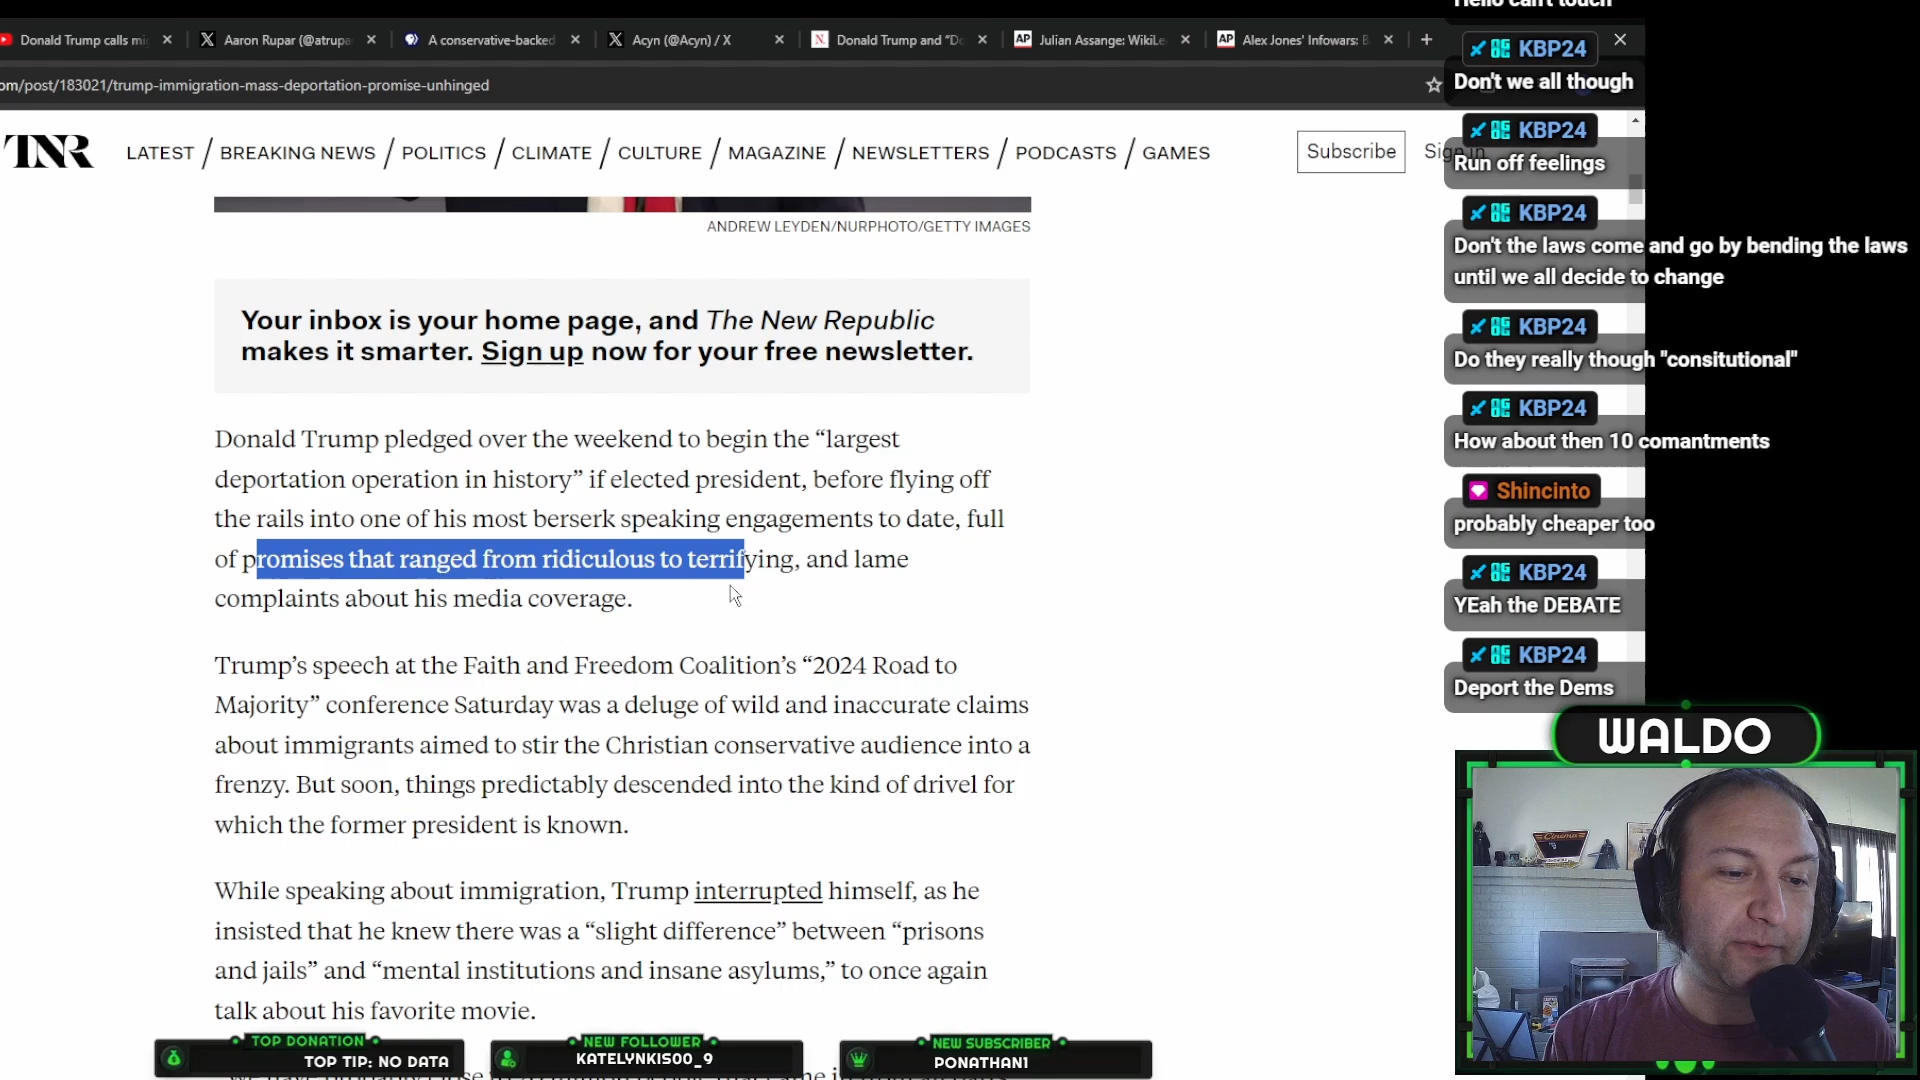 Donald Trump calls mi
Aaron Rupar (@atrupa
A conservative-backed
Acyn (@Acyn) / X
Donald Trump and "Do
Julian Assange: WikiLe
Alex Jones' Infowars: B
om/post/183021/trump-immigration-mass-deportation-promise-unhinged
TNR
LATEST / BREAKING NEWS / POLITICS / CLIMATE / CULTURE / MAGAZINE / NEWSLETTERS / PODCASTS / GAMES
Subscribe
Sign in
ANDREW LEYDEN/NURPHOTO/GETTY IMAGES
Your inbox is your home page, and The New Republic
makes it smarter. Sign up now for your free newsletter.
Donald Trump pledged over the weekend to begin the “largest
deportation operation in history” if elected president, before flying off
the rails into one of his most berserk speaking engagements to date, full
of promises that ranged from ridiculous to terrifying, and lame
complaints about his media coverage.
Trump’s speech at the Faith and Freedom Coalition’s “2024 Road to
Majority” conference Saturday was a deluge of wild and inaccurate claims
about immigrants aimed to stir the Christian conservative audience into a
frenzy. But soon, things predictably descended into the kind of drivel for
which the former president is known.
While speaking about immigration, Trump interrupted himself, as he
insisted that he knew there was a “slight difference” between “prisons
and jails” and “mental institutions and insane asylums,” to once again
talk about his favorite movie.
Hello can't touch
KBP24
Don't we all though
KBP24
Run off feelings
KBP24
Don't the laws come and go by bending the laws
until we all decide to change
KBP24
Do they really though "consitutional"
KBP24
How about then 10 comantments
Shincinto
probably cheaper too
KBP24
YEah the DEBATE
KBP24
Deport the Dems
WALDO
Cinema
TOP DONATION
TOP TIP: NO DATA
NEW FOLLOWER
KATELYNKIS00_9
NEW SUBSCRIBER
PONATHAN1